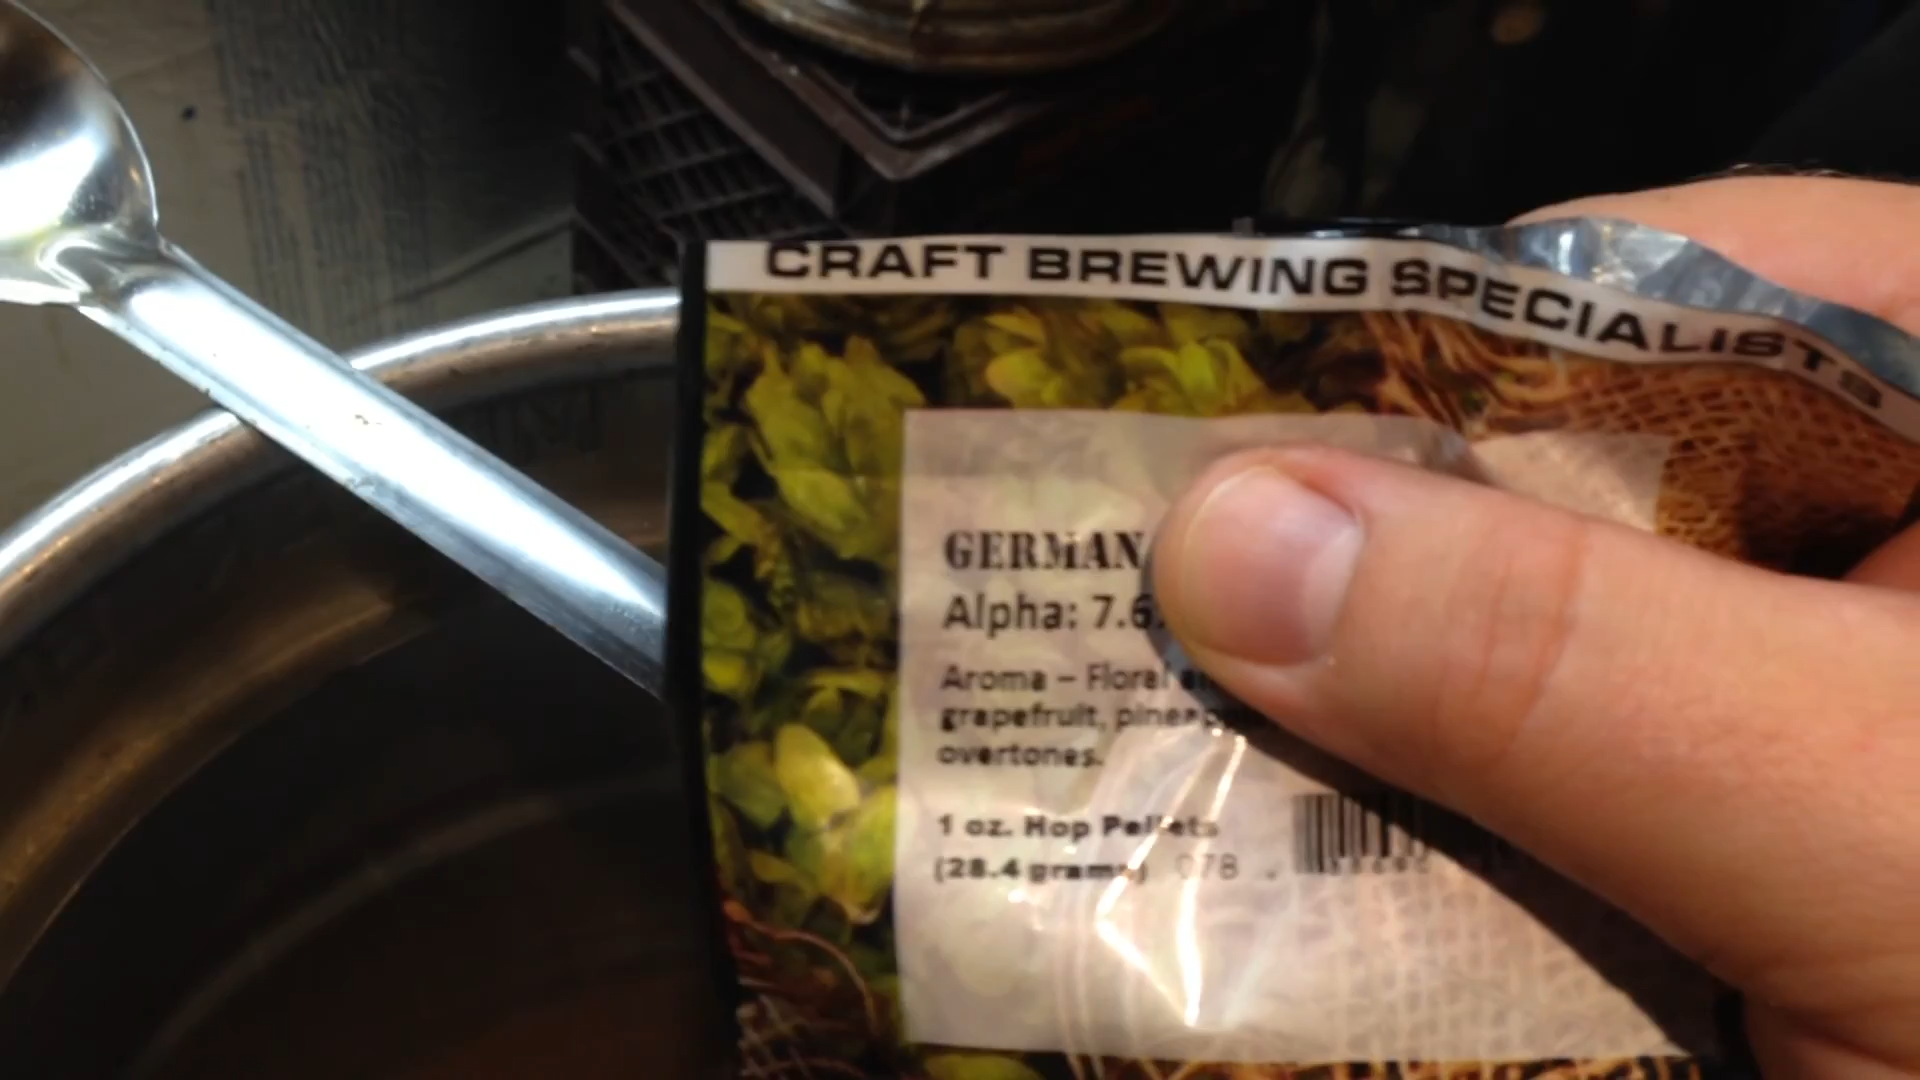 CRAFT BREWING SPECIALISTS
GERMAN
Alpha: 7.6
Aroma – Floral
grapefruit,
overtones.
1 oz. Hop Pellets
(28.4 grams) 078